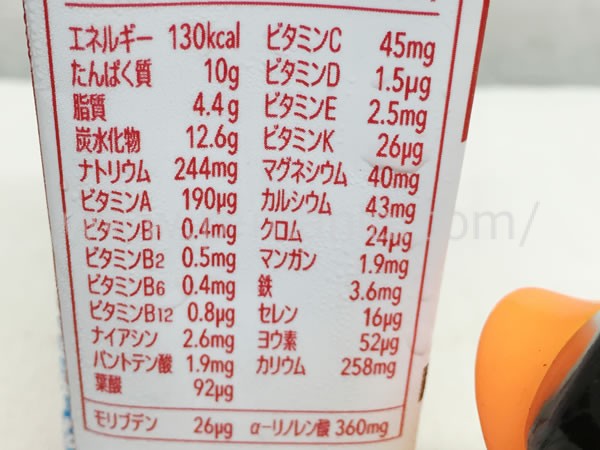 エネルギー 130kcal ビタミンC 45mg
たんぱく質 10g ビタミンD 1.5μg
脂質 4.4g ビタミンE 2.5mg
炭水化物 12.6g ビタミンK 26μg
ナトリウム 244mg マグネシウム 40mg
ビタミンA 190μg カルシウム 43mg
ビタミンB1 0.4mg クロム 24μg
ビタミンB2 0.5mg マンガン 1.9mg
ビタミンB6 0.4mg 鉄 3.6mg
ビタミンB12 0.8μg セレン 16μg
ナイアシン 2.6mg ヨウ素 52μg
パントテン酸 1.9mg カリウム 258mg
葉酸 92μg
モリブデン 26μg α-リノレン酸 360mg